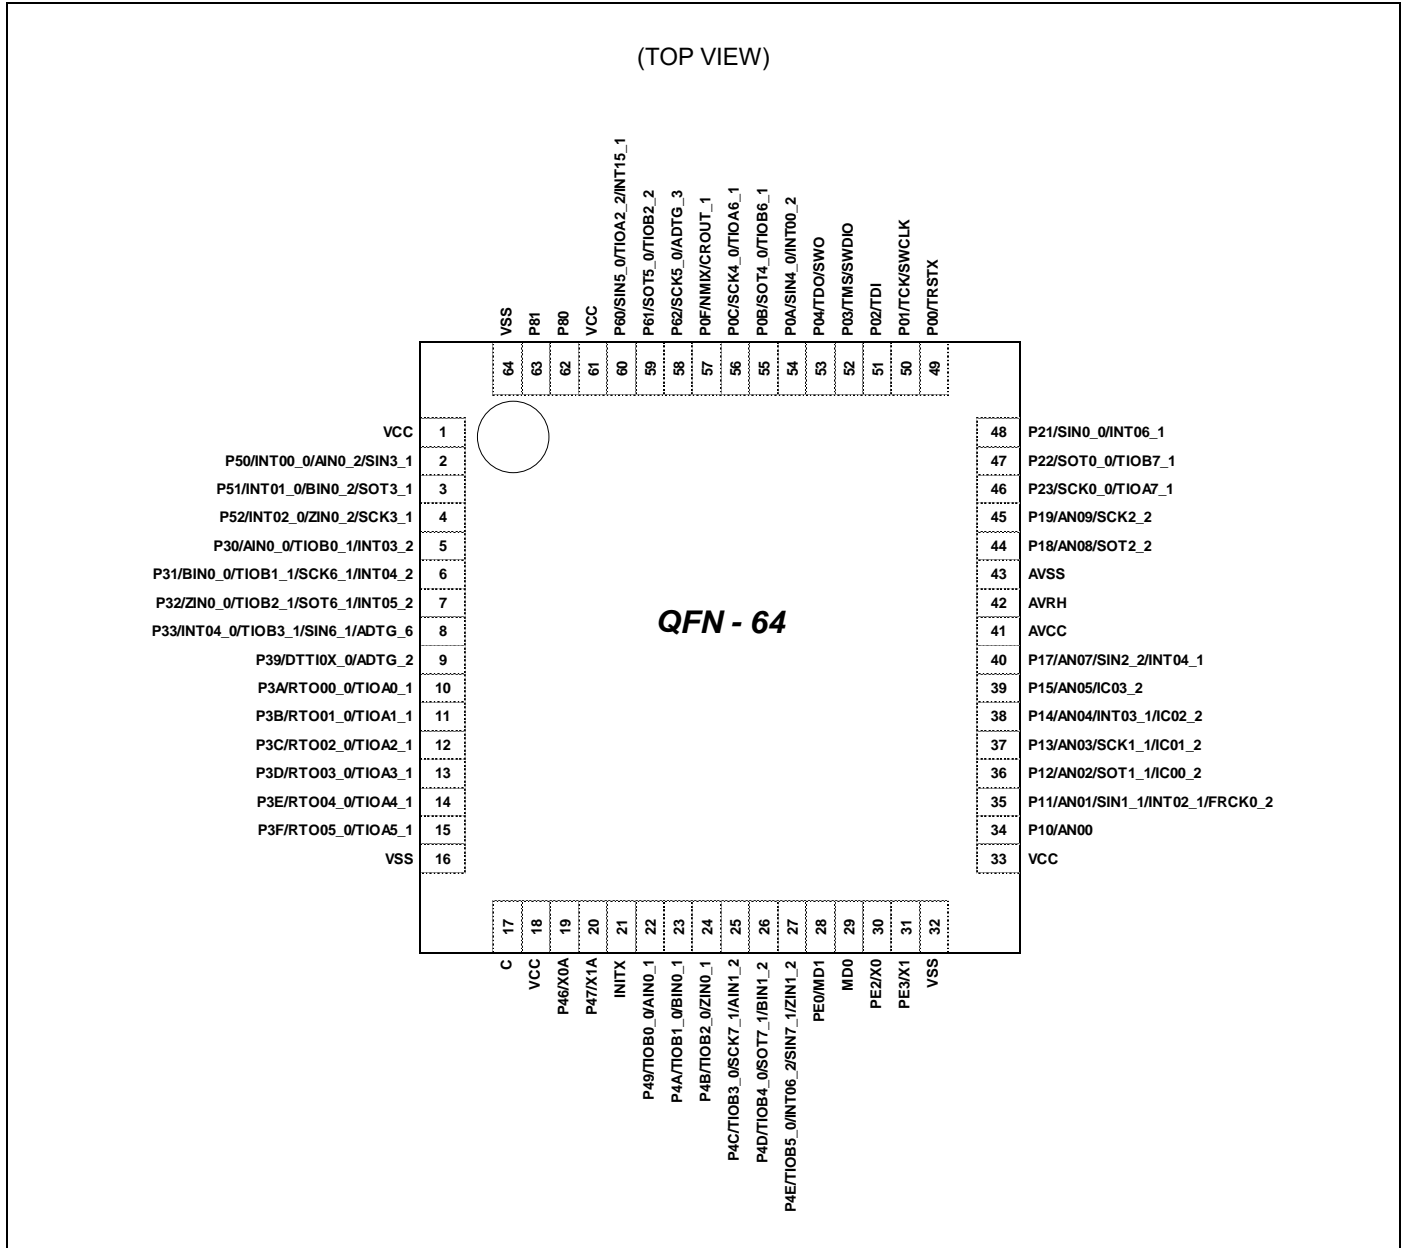 (TOP VIEW)
VSS
P81
P80
VCC
P60/SIN5_0/TIOA2_2/INT15_1
P61/SOT5_0/TIOB2_2
P62/SCK5_0/ADTG_3
P0F/NMIX/CROUT_1
P0C/SCK4_0/TIOA6_1
P0B/SOT4_0/TIOB6_1
P0A/SIN4_0/INT00_2
P04/TDO/SWO
P03/TMS/SWDIO
P02/TDI
P01/TCK/SWCLK
P00/TRSTX
64
63
62
61
60
59
58
57
56
55
54
53
52
51
50
49
VCC 1
P50/INT00_0/AIN0_2/SIN3_1 2
P51/INT01_0/BIN0_2/SOT3_1 3
P52/INT02_0/ZIN0_2/SCK3_1 4
P30/AIN0_0/TIOB0_1/INT03_2 5
P31/BIN0_0/TIOB1_1/SCK6_1/INT04_2 6
P32/ZIN0_0/TIOB2_1/SOT6_1/INT05_2 7
P33/INT04_0/TIOB3_1/SIN6_1/ADTG_6 8
P39/DTTI0X_0/ADTG_2 9
P3A/RTO00_0/TIOA0_1 10
P3B/RTO01_0/TIOA1_1 11
P3C/RTO02_0/TIOA2_1 12
P3D/RTO03_0/TIOA3_1 13
P3E/RTO04_0/TIOA4_1 14
P3F/RTO05_0/TIOA5_1 15
VSS 16
QFN - 64
48 P21/SIN0_0/INT06_1
47 P22/SOT0_0/TIOB7_1
46 P23/SCK0_0/TIOA7_1
45 P19/AN09/SCK2_2
44 P18/AN08/SOT2_2
43 AVSS
42 AVRH
41 AVCC
40 P17/AN07/SIN2_2/INT04_1
39 P15/AN05/IC03_2
38 P14/AN04/INT03_1/IC02_2
37 P13/AN03/SCK1_1/IC01_2
36 P12/AN02/SOT1_1/IC00_2
35 P11/AN01/SIN1_1/INT02_1/FRCK0_2
34 P10/AN00
33 VCC
17
18
19
20
21
22
23
24
25
26
27
28
29
30
31
32
C
VCC
P46/X0A
P47/X1A
INITX
P49/TIOB0_0/AIN0_1
P4A/TIOB1_0/BIN0_1
P4B/TIOB2_0/ZIN0_1
P4C/TIOB3_0/SCK7_1/AIN1_2
P4D/TIOB4_0/SOT7_1/BIN1_2
P4E/TIOB5_0/INT06_2/SIN7_1/ZIN1_2
PE0/MD1
MD0
PE2/X0
PE3/X1
VSS